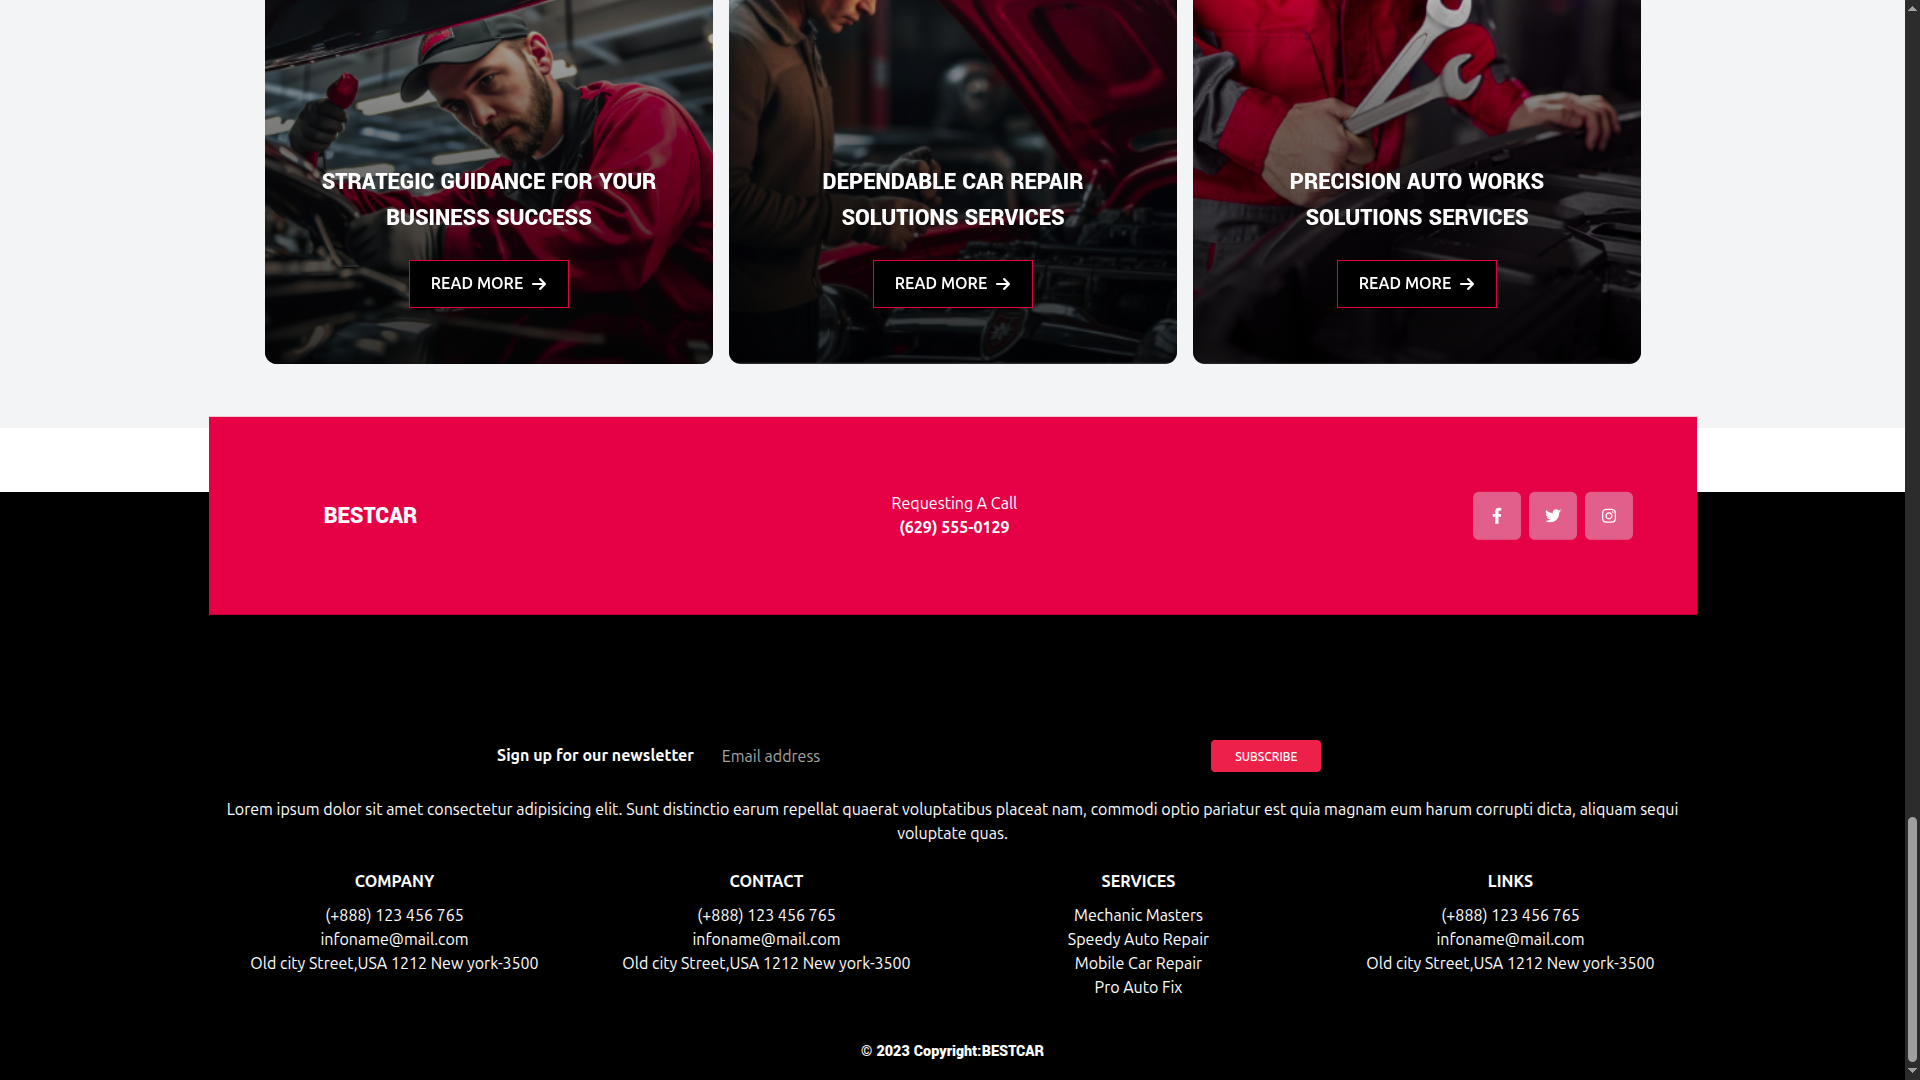 STRATEGIC GUIDANCE FOR YOUR
BUSINESS SUCCESS
READ MORE
DEPENDABLE CAR REPAIR
SOLUTIONS SERVICES
READ MORE
PRECISION AUTO WORKS
SOLUTIONS SERVICES
READ MORE
BESTCAR
Requesting A Call
(629) 555-0129
Sign up for our newsletter
Email address
SUBSCRIBE
Lorem ipsum dolor sit amet consectetur adipisicing elit. Sunt distinctio earum repellat quaerat voluptatibus placeat nam, commodi optio pariatur est quia magnam eum harum corrupti dicta, aliquam sequi
voluptate quas.
COMPANY
(+888) 123 456 765
infoname@mail.com
Old city Street,USA 1212 New york-3500
CONTACT
(+888) 123 456 765
infoname@mail.com
Old city Street,USA 1212 New york-3500
SERVICES
Mechanic Masters
Speedy Auto Repair
Mobile Car Repair
Pro Auto Fix
LINKS
(+888) 123 456 765
infoname@mail.com
Old city Street,USA 1212 New york-3500
© 2023 Copyright:BESTCAR